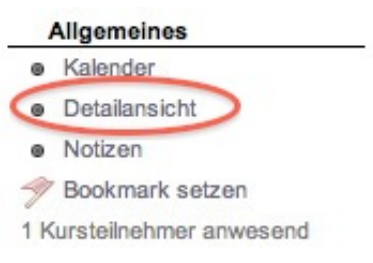 Allgemeines
Kalender
Detailansicht
Notizen
Bookmark setzen
1 Kursteilnehmer anwesend